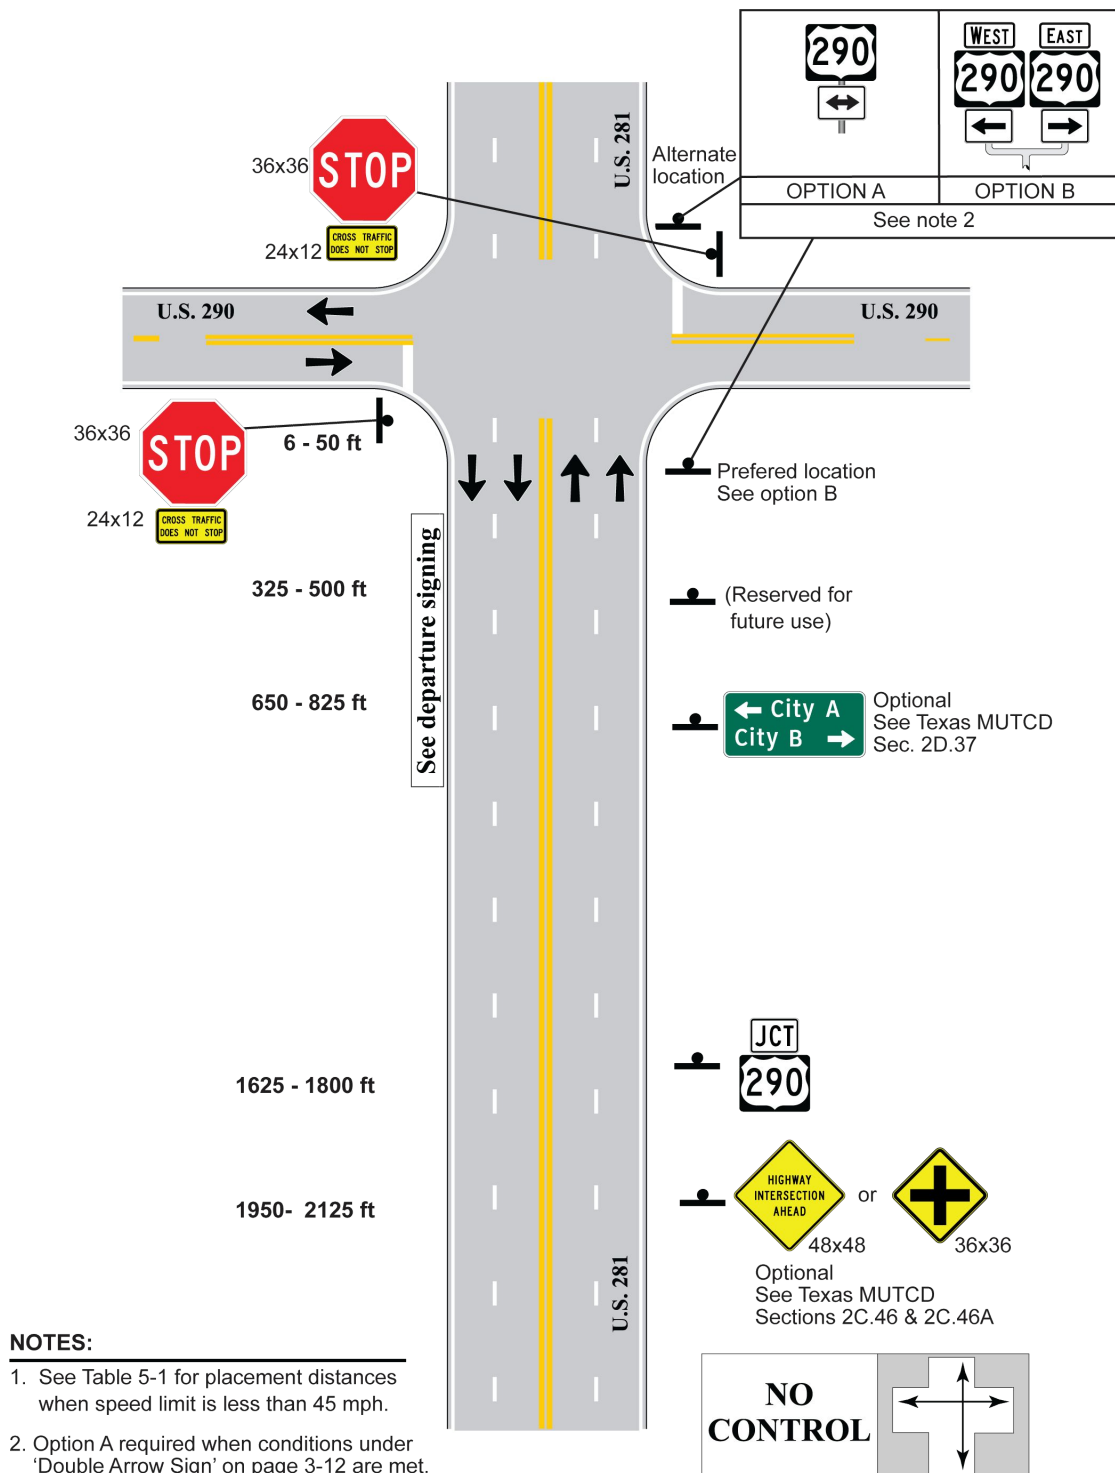 290
WEST
290
EAST
290
OPTION A
OPTION B
See note 2
U.S. 281
Alternate
location
36x36
STOP
24x12
CROSS TRAFFIC
DOES NOT STOP
U.S. 290
U.S. 290
36x36
STOP
24x12
CROSS TRAFFIC
DOES NOT STOP
6 - 50 ft
Prefered location
See option B
See departure signing
325 - 500 ft
(Reserved for
future use)
650 - 825 ft
City A
City B
Optional
See Texas MUTCD
Sec. 2D.37
1625 - 1800 ft
JCT
290
1950- 2125 ft
HIGHWAY
INTERSECTION
AHEAD
48x48
or
36x36
Optional
See Texas MUTCD
Sections 2C.46 & 2C.46A
U.S. 281
NOTES:
1. See Table 5-1 for placement distances
when speed limit is less than 45 mph.
2. Option A required when conditions under
‘Double Arrow Sign’ on page 3-12 are met.
NO
CONTROL